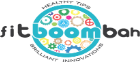 HEALTHY TIPS
fitboombah
BRILLIANT INNOVATIONS